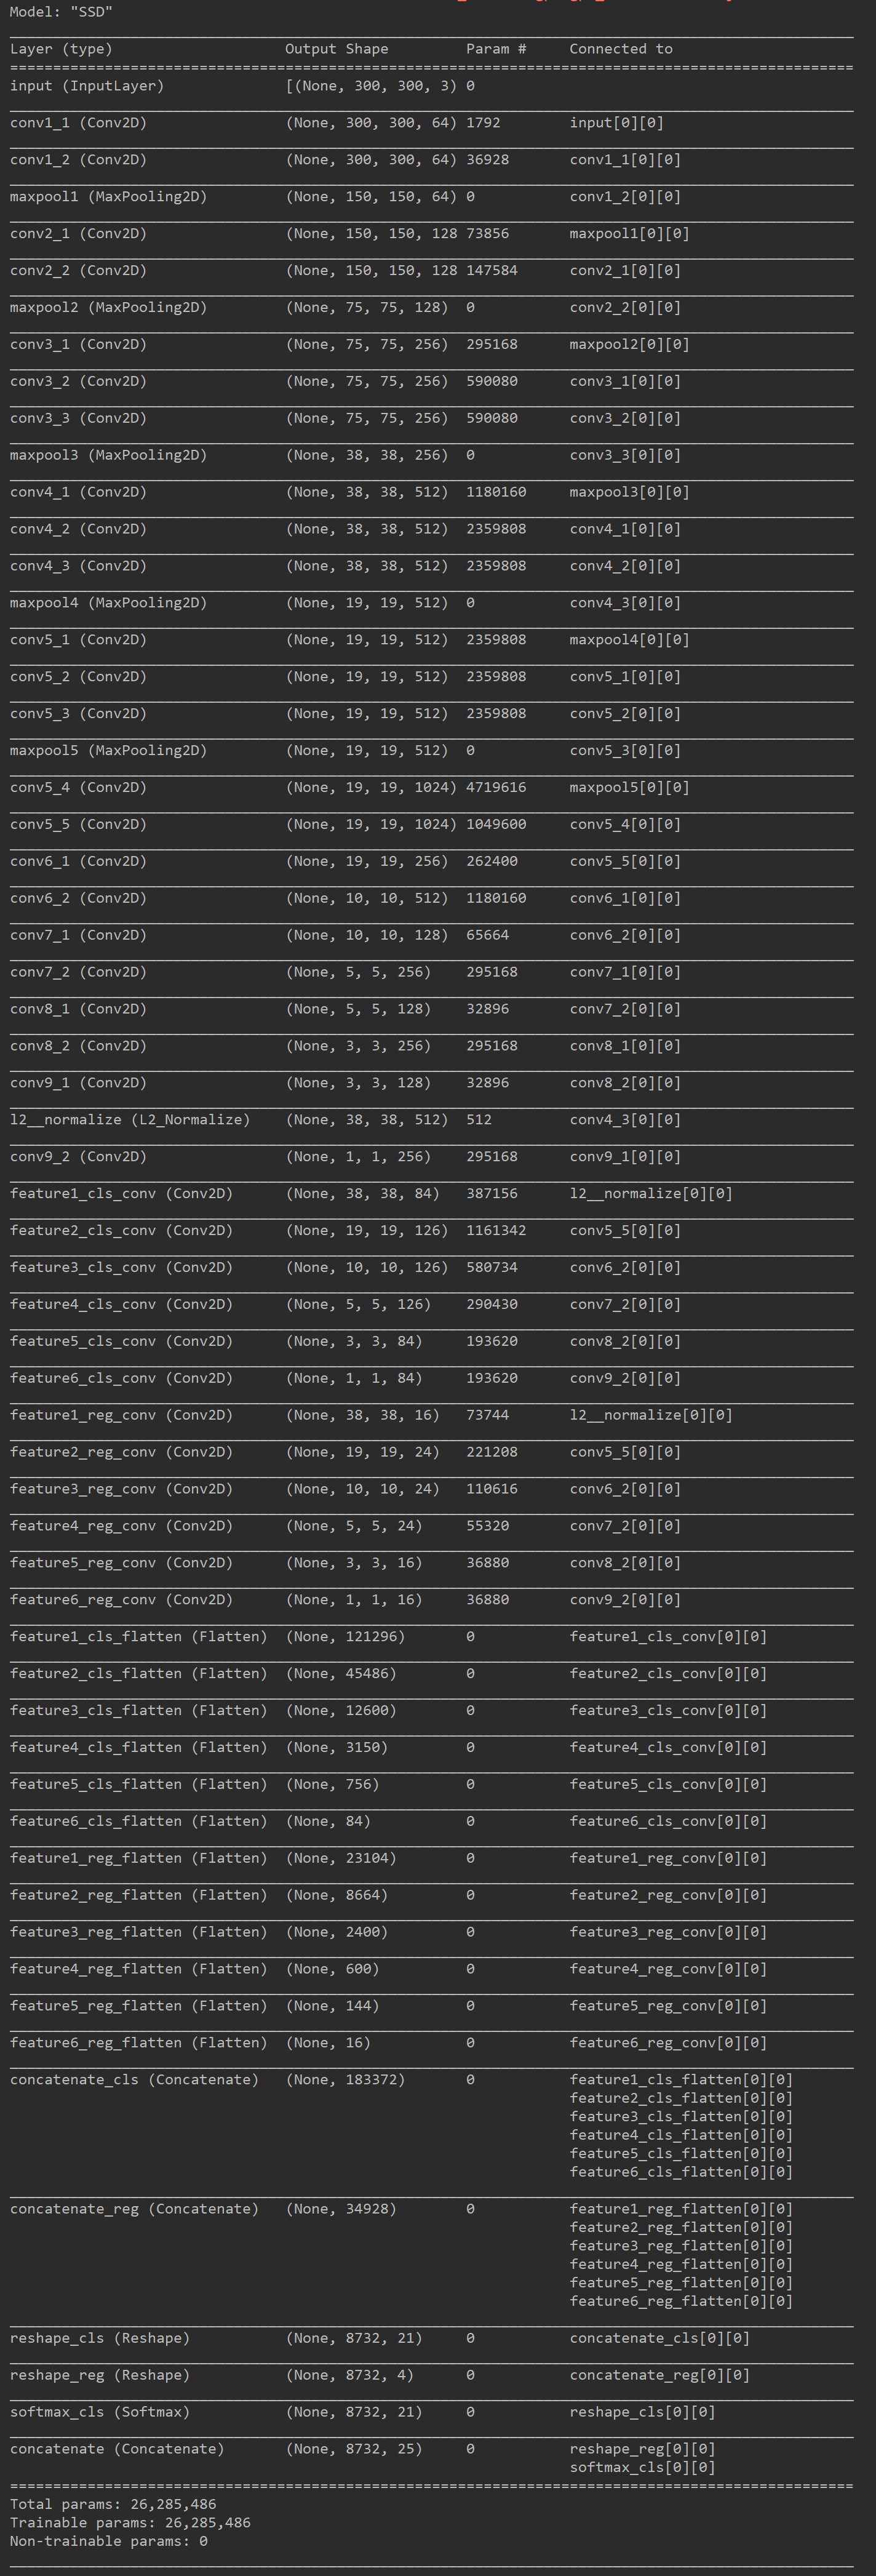 Model: "SSD"
Layer (type) Output Shape Param # Connected to
input (InputLayer) [(None, 300, 300, 3) 0
conv1_1 (Conv2D) (None, 300, 300, 64) 1792 input[0][0]
conv1_2 (Conv2D) (None, 300, 300, 64) 36928 conv1_1[0][0]
maxpool1 (MaxPooling2D) (None, 150, 150, 64) 0 conv1_2[0][0]
conv2_1 (Conv2D) (None, 150, 150, 128 73856 maxpool1[0][0]
conv2_2 (Conv2D) (None, 150, 150, 128 147584 conv2_1[0][0]
maxpool2 (MaxPooling2D) (None, 75, 75, 128) 0 conv2_2[0][0]
conv3_1 (Conv2D) (None, 75, 75, 256) 295168 maxpool2[0][0]
conv3_2 (Conv2D) (None, 75, 75, 256) 590080 conv3_1[0][0]
conv3_3 (Conv2D) (None, 75, 75, 256) 590080 conv3_2[0][0]
maxpool3 (MaxPooling2D) (None, 38, 38, 256) 0 conv3_3[0][0]
conv4_1 (Conv2D) (None, 38, 38, 512) 1180160 maxpool3[0][0]
conv4_2 (Conv2D) (None, 38, 38, 512) 2359808 conv4_1[0][0]
conv4_3 (Conv2D) (None, 38, 38, 512) 2359808 conv4_2[0][0]
maxpool4 (MaxPooling2D) (None, 19, 19, 512) 0 conv4_3[0][0]
conv5_1 (Conv2D) (None, 19, 19, 512) 2359808 maxpool4[0][0]
conv5_2 (Conv2D) (None, 19, 19, 512) 2359808 conv5_1[0][0]
conv5_3 (Conv2D) (None, 19, 19, 512) 2359808 conv5_2[0][0]
maxpool5 (MaxPooling2D) (None, 19, 19, 512) 0 conv5_3[0][0]
conv5_4 (Conv2D) (None, 19, 19, 1024) 4719616 maxpool5[0][0]
conv5_5 (Conv2D) (None, 19, 19, 1024) 1049600 conv5_4[0][0]
conv6_1 (Conv2D) (None, 19, 19, 256) 262400 conv5_5[0][0]
conv6_2 (Conv2D) (None, 10, 10, 512) 1180160 conv6_1[0][0]
conv7_1 (Conv2D) (None, 10, 10, 128) 65664 conv6_2[0][0]
conv7_2 (Conv2D) (None, 5, 5, 256) 295168 conv7_1[0][0]
conv8_1 (Conv2D) (None, 5, 5, 128) 32896 conv7_2[0][0]
conv8_2 (Conv2D) (None, 3, 3, 256) 295168 conv8_1[0][0]
conv9_1 (Conv2D) (None, 3, 3, 128) 32896 conv8_2[0][0]
l2__normalize (L2_Normalize) (None, 38, 38, 512) 512 conv4_3[0][0]
conv9_2 (Conv2D) (None, 1, 1, 256) 295168 conv9_1[0][0]
feature1_cls_conv (Conv2D) (None, 38, 38, 84) 387156 l2__normalize[0][0]
feature2_cls_conv (Conv2D) (None, 19, 19, 126) 1161342 conv5_5[0][0]
feature3_cls_conv (Conv2D) (None, 10, 10, 126) 580734 conv6_2[0][0]
feature4_cls_conv (Conv2D) (None, 5, 5, 126) 290430 conv7_2[0][0]
feature5_cls_conv (Conv2D) (None, 3, 3, 84) 193620 conv8_2[0][0]
feature6_cls_conv (Conv2D) (None, 1, 1, 84) 193620 conv9_2[0][0]
feature1_reg_conv (Conv2D) (None, 38, 38, 16) 73744 l2__normalize[0][0]
feature2_reg_conv (Conv2D) (None, 19, 19, 24) 221208 conv5_5[0][0]
feature3_reg_conv (Conv2D) (None, 10, 10, 24) 110616 conv6_2[0][0]
feature4_reg_conv (Conv2D) (None, 5, 5, 24) 55320 conv7_2[0][0]
feature5_reg_conv (Conv2D) (None, 3, 3, 16) 36880 conv8_2[0][0]
feature6_reg_conv (Conv2D) (None, 1, 1, 16) 36880 conv9_2[0][0]
feature1_cls_flatten (Flatten) (None, 121296) 0 feature1_cls_conv[0][0]
feature2_cls_flatten (Flatten) (None, 45486) 0 feature2_cls_conv[0][0]
feature3_cls_flatten (Flatten) (None, 12600) 0 feature3_cls_conv[0][0]
feature4_cls_flatten (Flatten) (None, 3150) 0 feature4_cls_conv[0][0]
feature5_cls_flatten (Flatten) (None, 756) 0 feature5_cls_conv[0][0]
feature6_cls_flatten (Flatten) (None, 84) 0 feature6_cls_conv[0][0]
feature1_reg_flatten (Flatten) (None, 23104) 0 feature1_reg_conv[0][0]
feature2_reg_flatten (Flatten) (None, 8664) 0 feature2_reg_conv[0][0]
feature3_reg_flatten (Flatten) (None, 2400) 0 feature3_reg_conv[0][0]
feature4_reg_flatten (Flatten) (None, 600) 0 feature4_reg_conv[0][0]
feature5_reg_flatten (Flatten) (None, 144) 0 feature5_reg_conv[0][0]
feature6_reg_flatten (Flatten) (None, 16) 0 feature6_reg_conv[0][0]
concatenate_cls (Concatenate) (None, 183372) 0 feature1_cls_flatten[0][0]
feature2_cls_flatten[0][0]
feature3_cls_flatten[0][0]
feature4_cls_flatten[0][0]
feature5_cls_flatten[0][0]
feature6_cls_flatten[0][0]
concatenate_reg (Concatenate) (None, 34928) 0 feature1_reg_flatten[0][0]
feature2_reg_flatten[0][0]
feature3_reg_flatten[0][0]
feature4_reg_flatten[0][0]
feature5_reg_flatten[0][0]
feature6_reg_flatten[0][0]
reshape_cls (Reshape) (None, 8732, 21) 0 concatenate_cls[0][0]
reshape_reg (Reshape) (None, 8732, 4) 0 concatenate_reg[0][0]
softmax_cls (Softmax) (None, 8732, 21) 0 reshape_cls[0][0]
concatenate (Concatenate) (None, 8732, 25) 0 reshape_reg[0][0]
softmax_cls[0][0]
Total params: 26,285,486
Trainable params: 26,285,486
Non-trainable params: 0